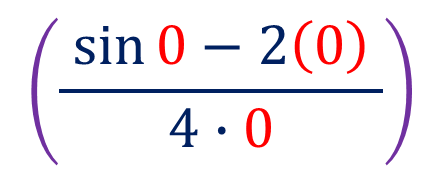 ( sin 0 − 2(0)
4 · 0 )